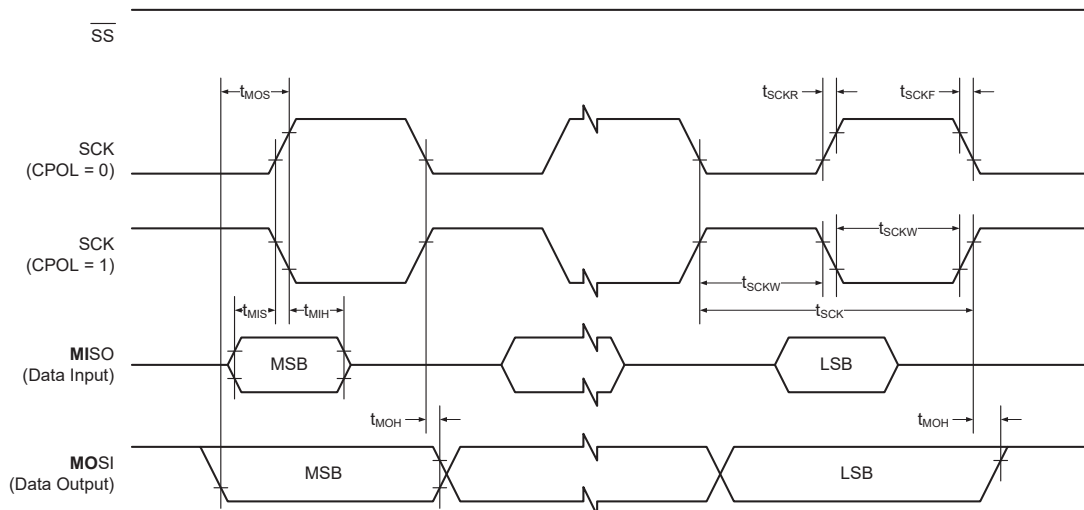 SS
tMOS
tSCKR
tSCKF
SCK
(CPOL = 0)
SCK
(CPOL = 1)
tSCKW
tSCKW
tMIS
tMIH
tSCK
MISO
(Data Input)
MSB
LSB
tMOH
tMOH
MOSI
(Data Output)
MSB
LSB